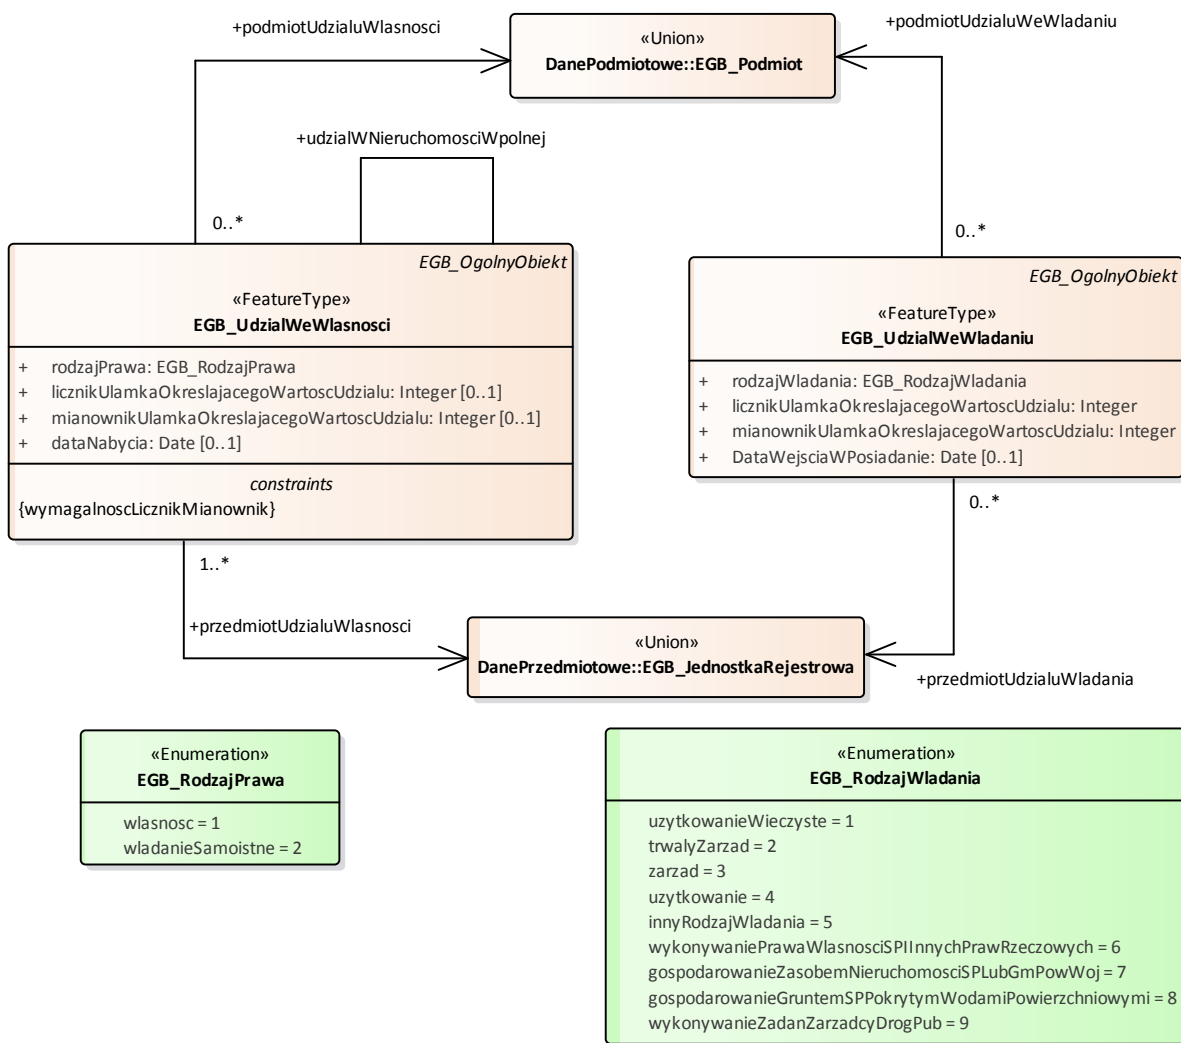 +podmiotUdzialuWlasnosci
«Union»
DanePodmiotowe::EGB_Podmiot
+podmiotUdzialuWeWladaniu
+udzialWNieruchomosciWpolnej
0..*
0..*
EGB_OgolnyObiekt
«FeatureType»
EGB_UdzialWeWlasnosci
+ rodzajPrawa: EGB_RodzajPrawa
+ licznikUlamkaOkreslajacegoWartoscUdzialu: Integer [0..1]
+ mianownikUlamkaOkreslajacegoWartoscUdzialu: Integer [0..1]
+ dataNabycia: Date [0..1]
constraints
{wymagalnoscLicznikMianownik}
EGB_OgolnyObiekt
«FeatureType»
EGB_UdzialWeWladaniu
+ rodzajWladania: EGB_RodzajWladania
+ licznikUlamkaOkreslajacegoWartoscUdzialu: Integer
+ mianownikUlamkaOkreslajacegoWartoscUdzialu: Integer
+ DataWejsciaWPosiadanie: Date [0..1]
1..*
0..*
+przedmiotUdzialuWlasnosci
«Union»
DanePrzedmiotowe::EGB_JednostkaRejestrowa
+przedmiotUdzialuWladania
«Enumeration»
EGB_RodzajPrawa
wlasnosc = 1
wladanieSamoistne = 2
«Enumeration»
EGB_RodzajWladania
uzytkowanieWieczyste = 1
trwalyZarzad = 2
zarzad = 3
uzytkowanie = 4
innyRodzajWladania = 5
wykonywaniePrawaWlasnosciSPIInnychPrawRzeczowych = 6
gospodarowanieZasobemNieruchomosciSPLubGmPowWoj = 7
gospodarowanieGruntemSPPokrytymWodamiPowierzchniowymi = 8
wykonywanieZadanZarzadcyDrogPub = 9